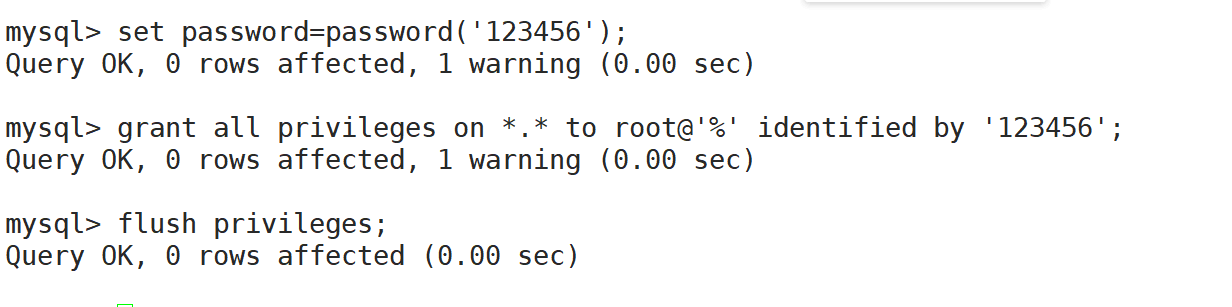 mysql> set password=password('123456');
Query OK, 0 rows affected, 1 warning (0.00 sec)
mysql> grant all privileges on *.* to root@'%' identified by '123456';
Query OK, 0 rows affected, 1 warning (0.00 sec)
mysql> flush privileges;
Query OK, 0 rows affected (0.00 sec)